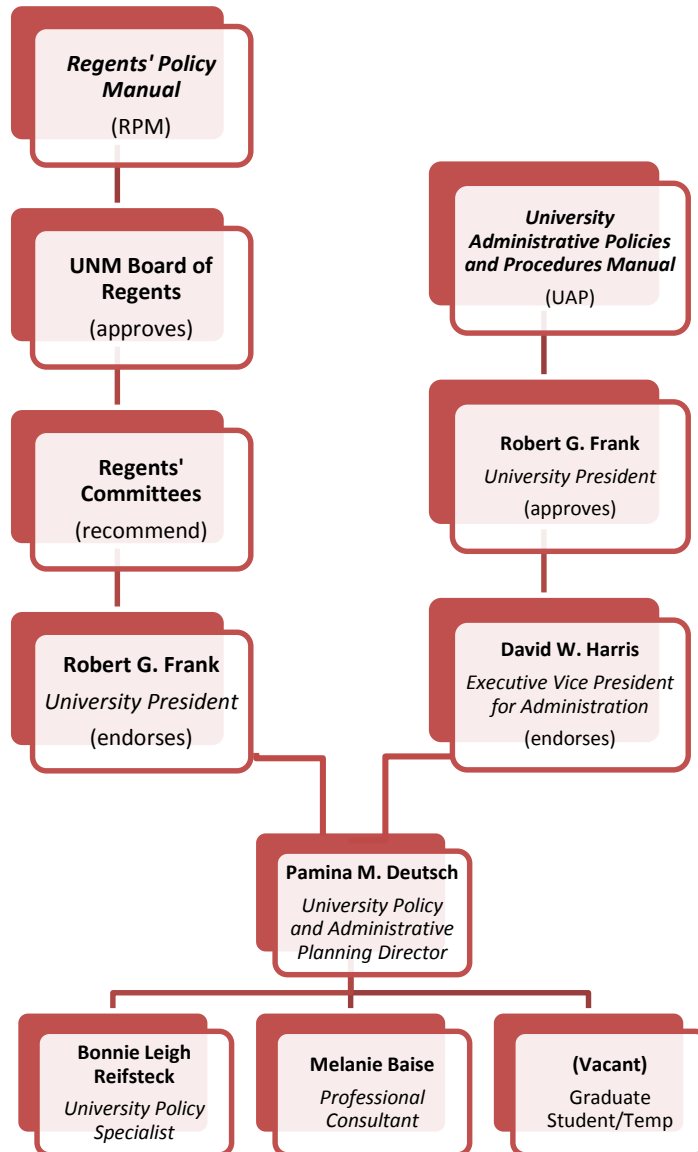 Regents' Policy
Manual
(RPM)
UNM Board of
Regents
(approves)
Regents'
Committees
(recommend)
Robert G. Frank
University President
(endorses)
University
Administrative Policies
and Procedures Manual
(UAP)
Robert G. Frank
University President
(approves)
David W. Harris
Executive Vice President
for Administration
(endorses)
Pamina M. Deutsch
University Policy
and Administrative
Planning Director
Bonnie Leigh
Reifsteck
University Policy
Specialist
Melanie Baise
Professional
Consultant
(Vacant)
Graduate
Student/Temp